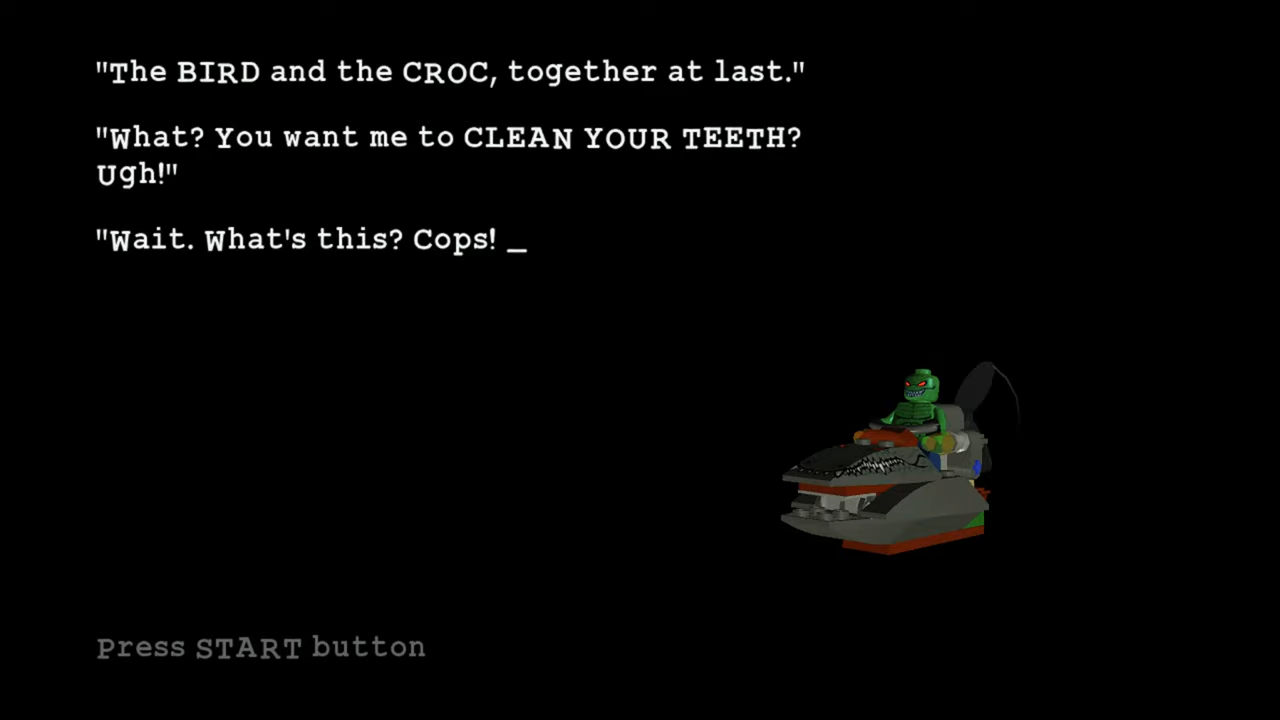 "The BIRD and the CROC, together at last."
"What? You want me to CLEAN YOUR TEETH?
Ugh!"
"Wait. What's this? Cops! _
Press START button